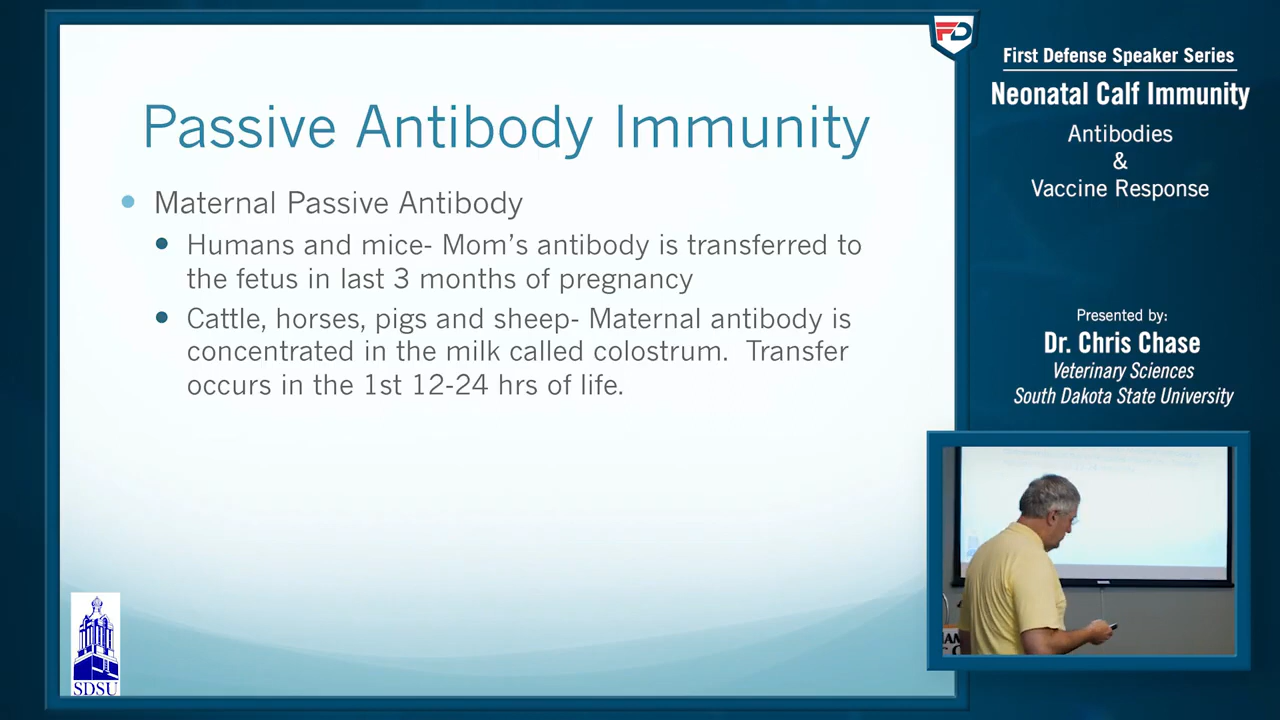 Passive Antibody Immunity
Maternal Passive Antibody
Humans and mice- Mom's antibody is transferred to
the fetus in last 3 months of pregnancy
Cattle, horses, pigs and sheep- Maternal antibody is
concentrated in the milk called colostrum.  Transfer
occurs in the 1st 12-24 hrs of life.
SDSU
FD
First Defense Speaker Series
Neonatal Calf Immunity
Antibodies
&
Vaccine Response
Presented by:
Dr. Chris Chase
Veterinary Sciences
South Dakota State University